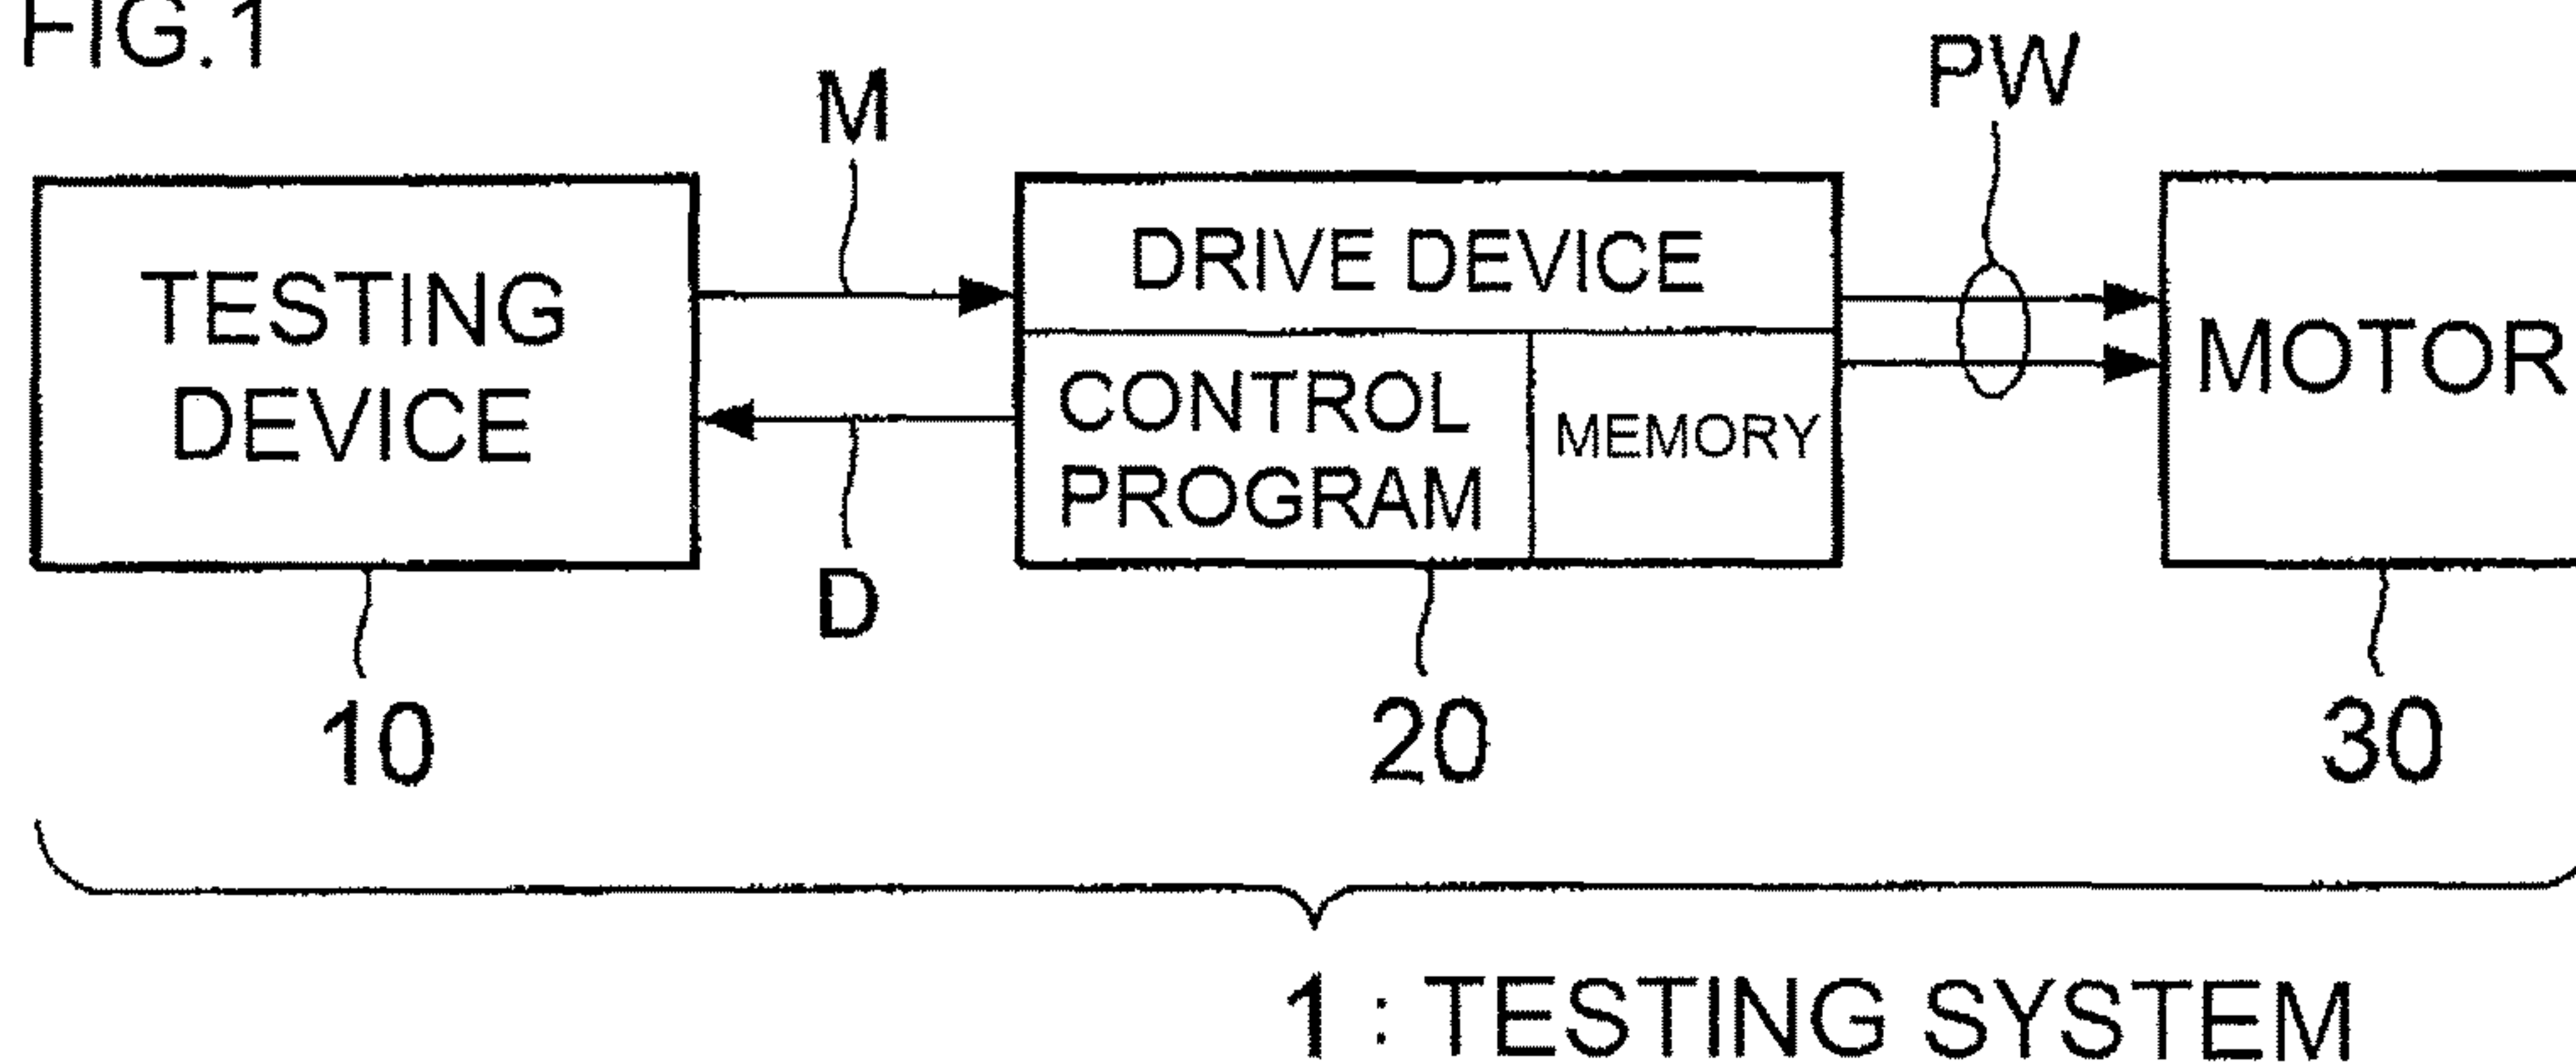 FIG.1
M
PW
TESTING
DEVICE
DRIVE DEVICE
CONTROL
PROGRAM
MEMORY
MOTOR
D
10
20
30
1 : TESTING SYSTEM